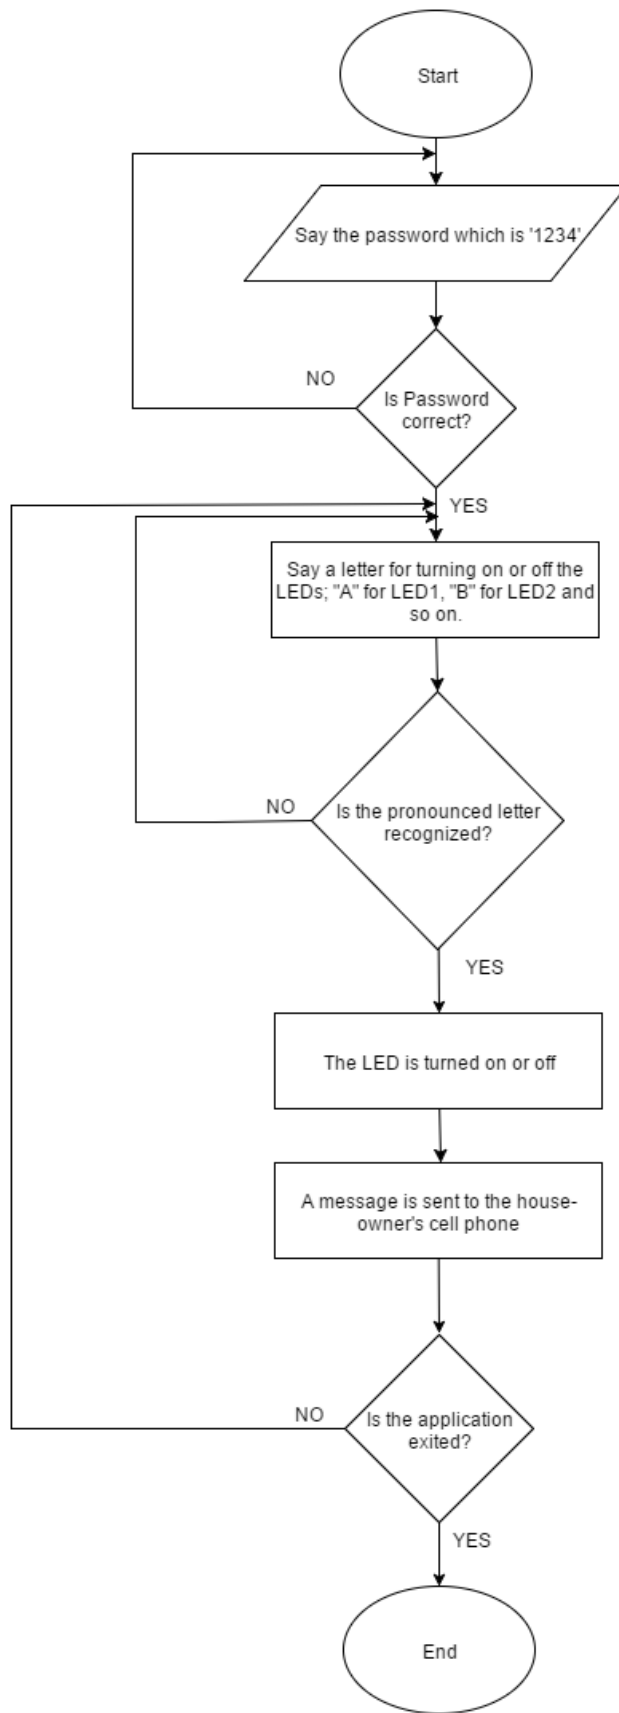 Start
Say the password which is '1234'
NO
Is Password
correct?
YES
Say a letter for turning on or off the
LEDs; "A" for LED1, "B" for LED2 and
so on.
NO
Is the pronounced letter
recognized?
YES
The LED is turned on or off
A message is sent to the house-
owner's cell phone
NO
Is the application
exited?
YES
End